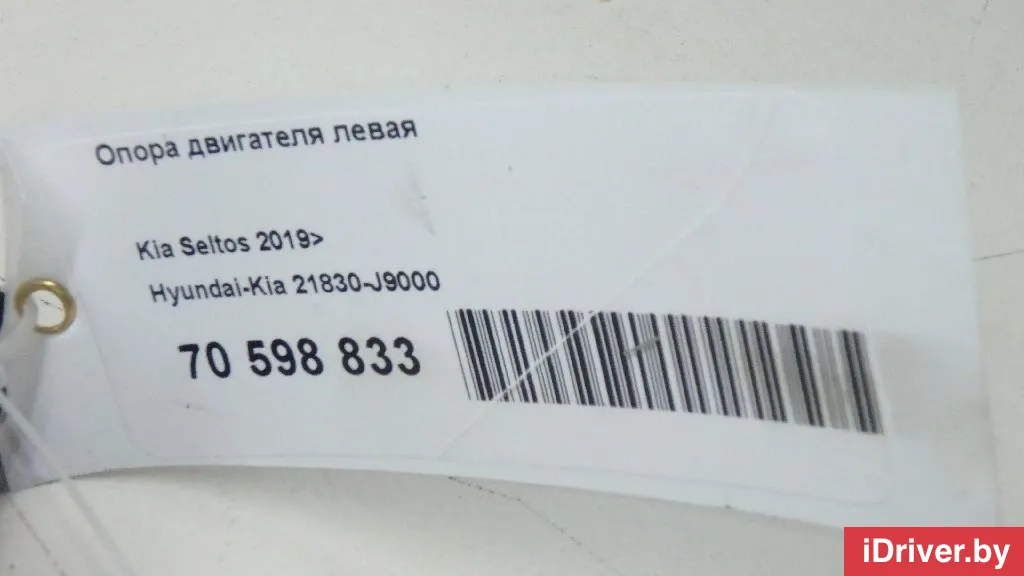 Опора двигателя левая
Kia Seltos 2019>
Hyundai-Kia 21830-J9000
70 598 833
iDriver.by